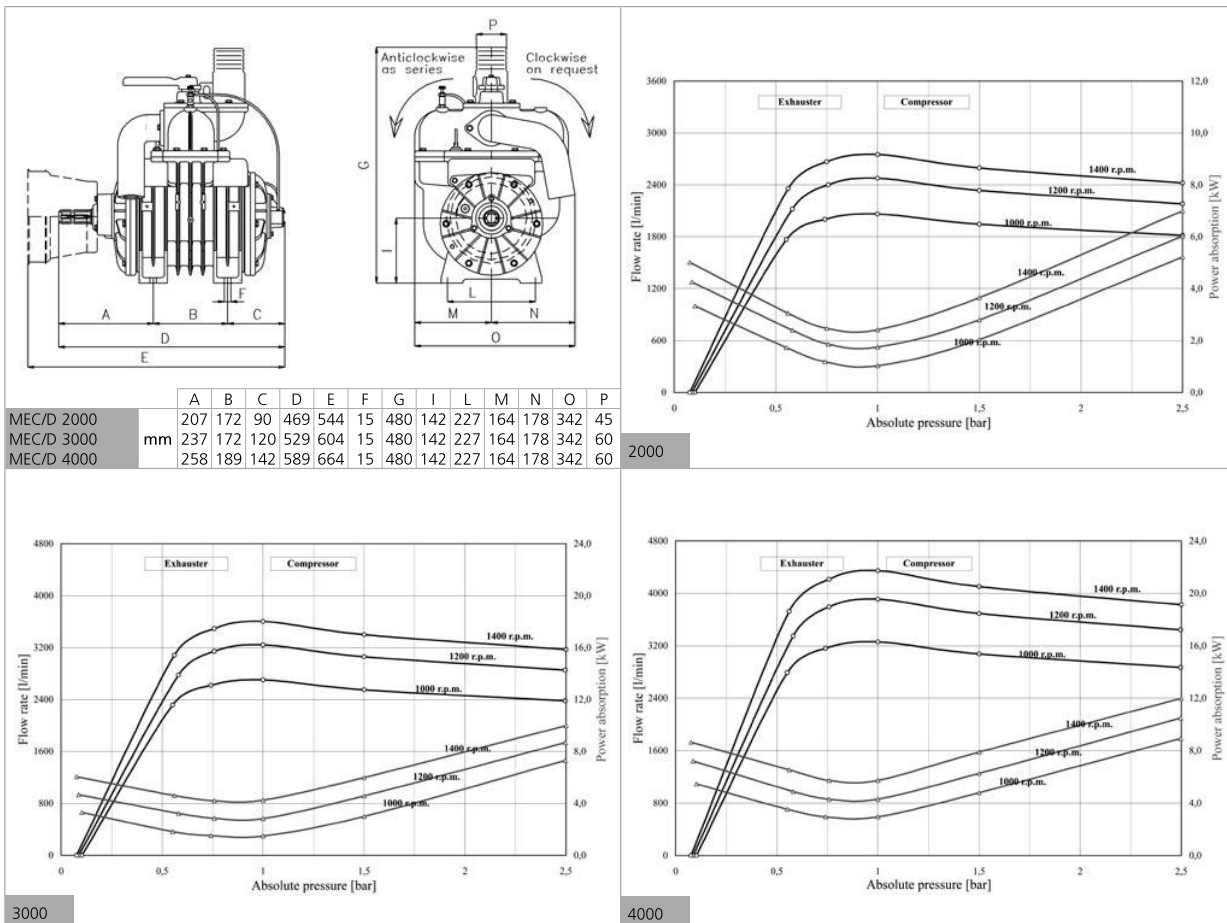 P
Anticlockwise
as series
Clockwise
on request
G
I
F
L
A B C
M N
D
O
E
A B C D E F G I L M N O P
MEC/D 2000 207 172 90 469 544 15 480 142 227 164 178 342 45
MEC/D 3000 mm 237 172 120 529 604 15 480 142 227 164 178 342 60
MEC/D 4000 258 189 142 589 664 15 480 142 227 164 178 342 60
3600 12,0
Exhauster Compressor
3000 10,0
1400 r.p.m.
2400 8,0
1200 r.p.m.
1000 r.p.m.
1800 6,0
1400 r.p.m.
1200 4,0
1200 r.p.m.
1000 r.p.m.
600 2,0
0 0,0
0 0,5 1 1,5 2 2,5
Flow rate [l/min]
Power absorption [kW]
Absolute pressure [bar]
2000
4800 24,0
Exhauster Compressor
4000 20,0
1400 r.p.m.
3200 16,0
1200 r.p.m.
1000 r.p.m.
2400 12,0
1400 r.p.m.
1600 8,0
1200 r.p.m.
1000 r.p.m.
800 4,0
0 0,0
0 0,5 1 1,5 2 2,5
Flow rate [l/min]
Power absorption [kW]
Absolute pressure [bar]
3000
4800 24,0
Exhauster Compressor
4000 20,0
1400 r.p.m.
1200 r.p.m.
3200 16,0
1000 r.p.m.
2400 12,0
1400 r.p.m.
1600 8,0
1200 r.p.m.
1000 r.p.m.
800 4,0
0 0,0
0 0,5 1 1,5 2 2,5
Flow rate [l/min]
Power absorption [kW]
Absolute pressure [bar]
4000